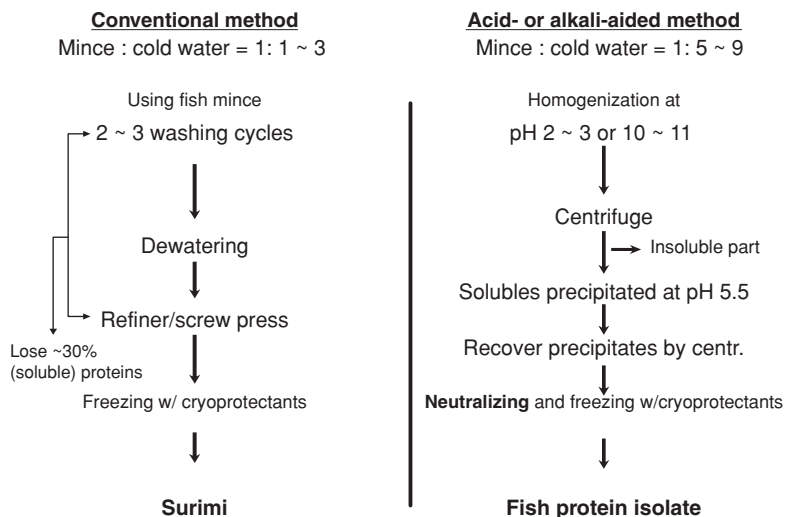 Conventional method
Mince : cold water = 1: 1 ~ 3
Using fish mince
2 ~ 3 washing cycles
Dewatering
Refiner/screw press
Lose ~30%
(soluble) proteins
Freezing w/ cryoprotectants
Surimi
Acid- or alkali-aided method
Mince : cold water = 1: 5 ~ 9
Homogenization at
pH 2 ~ 3 or 10 ~ 11
Centrifuge
Insoluble part
Solubles precipitated at pH 5.5
Recover precipitates by centr.
Neutralizing and freezing w/cryoprotectants
Fish protein isolate